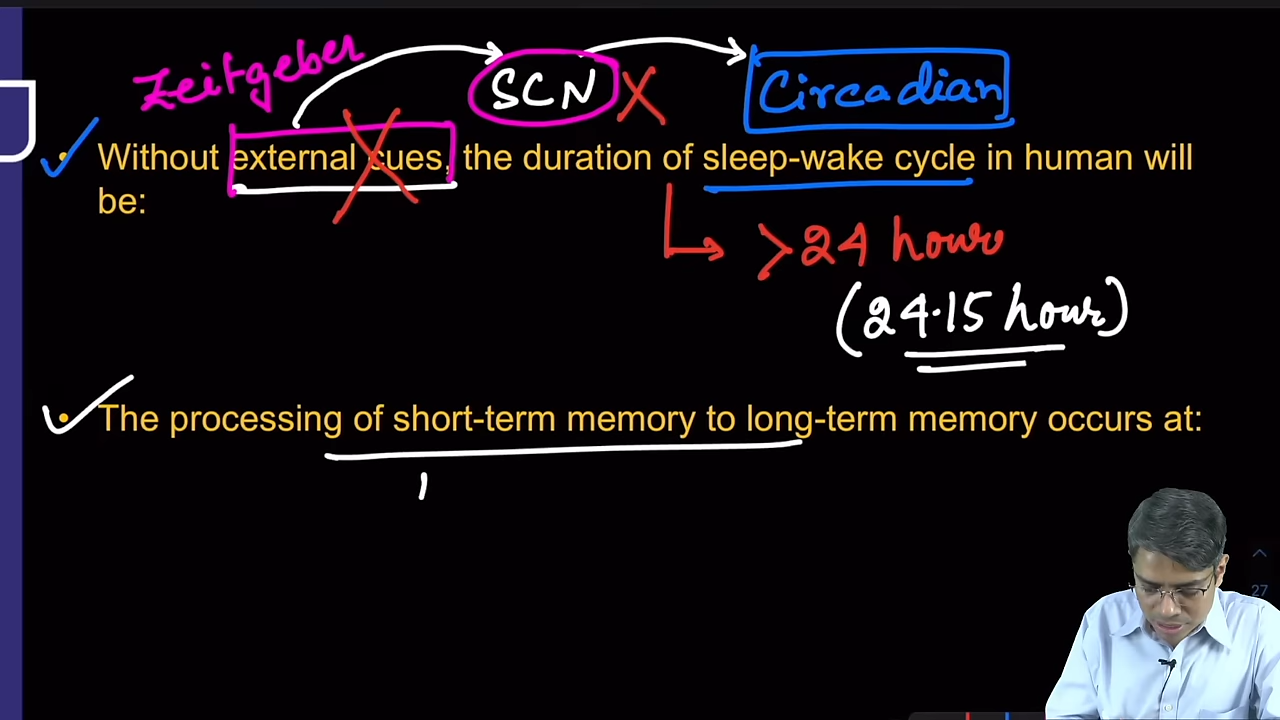 Zeitgeber
SCN
Circadian
Without external cues, the duration of sleep-wake cycle in human will
be:
>24 hours
(24.15 hour)
The processing of short-term memory to long-term memory occurs at:
27